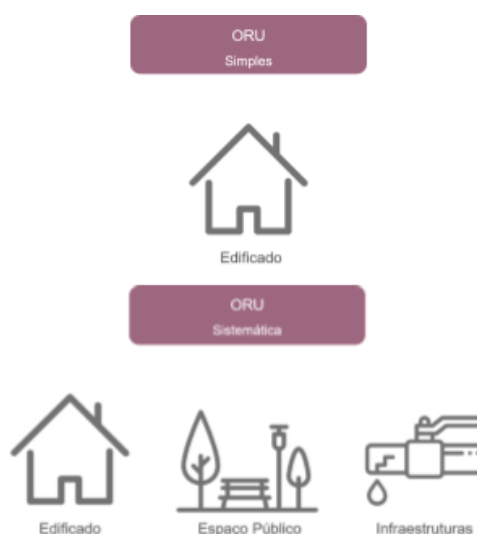 ORU
Simples
Edificado
ORU
Sistemática
Edificado
Espaço Público
Infraestruturas